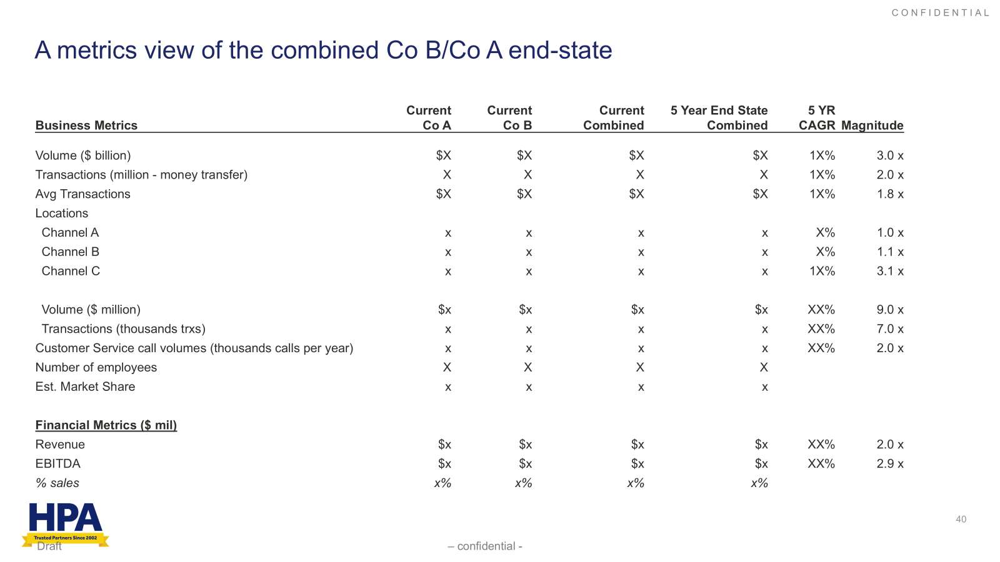 CONFIDENTIAL
A metrics view of the combined Co B/Co A end-state
Current Current Current 5 Year End State 5 YR
Business Metrics Co A Co B Combined Combined CAGR Magnitude
Volume ($ billion) $X $X $X $X 1X% 3.0 x
Transactions (million - money transfer) X X X X 1X% 2.0 x
Avg Transactions $X $X $X $X 1X% 1.8 x
Locations
Channel A x x x x X% 1.0 x
Channel B x x x x X% 1.1 x
Channel C x x x x 1X% 3.1 x
Volume ($ million) $x $x $x $x XX% 9.0 x
Transactions (thousands trxs) x x x x XX% 7.0 x
Customer Service call volumes (thousands calls per year) x x x x XX% 2.0 x
Number of employees X X X X
Est. Market Share x x x x
Financial Metrics ($ mil)
Revenue $x $x $x $x XX% 2.0 x
EBITDA $x $x $x $x XX% 2.9 x
% sales x% x% x% x%
HPA
Trusted Partners Since 2002
40
Draft – confidential -